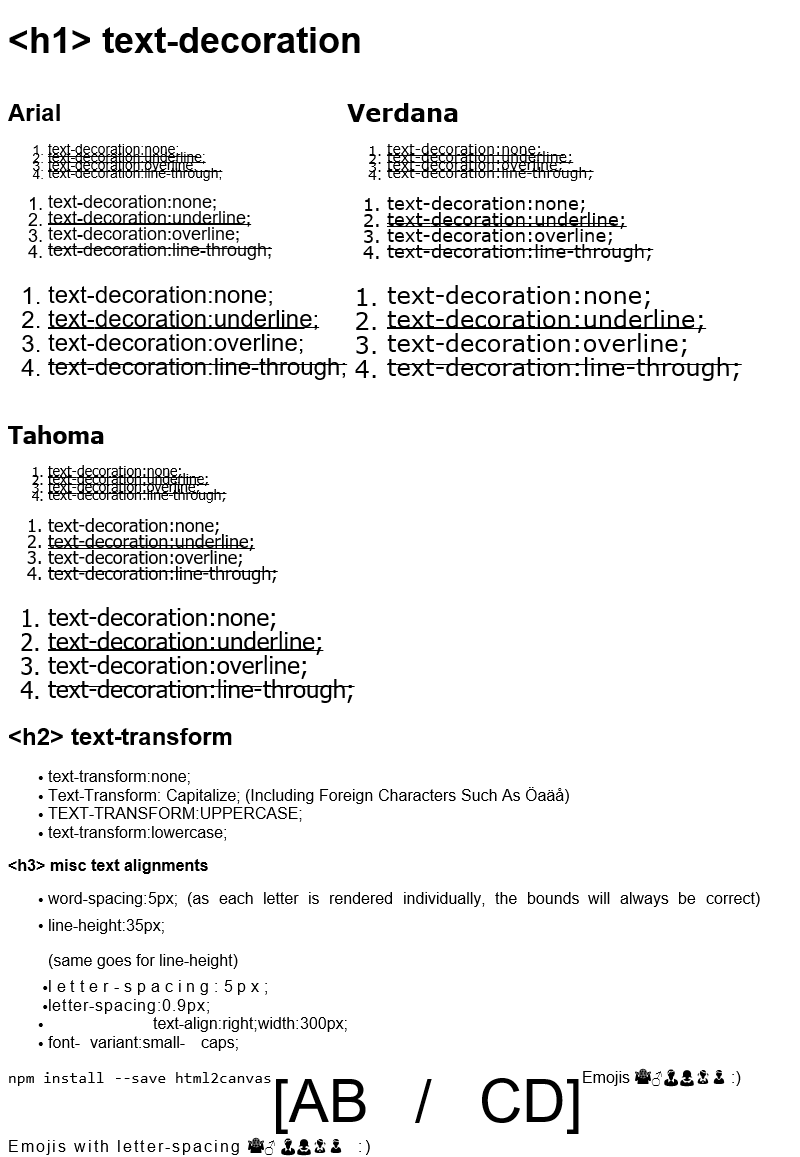 <h1> text-decoration
Arial
1. text-decoration:none;
2. text-decoration:underline;
3. text-decoration:overline;
4. text-decoration:line-through;
1. text-decoration:none;
2. text-decoration:underline;
3. text-decoration:overline;
4. text-decoration:line-through;
1. text-decoration:none;
2. text-decoration:underline;
3. text-decoration:overline;
4. text-decoration:line-through;
Verdana
1. text-decoration:none;
2. text-decoration:underline;
3. text-decoration:overline;
4. text-decoration:line-through;
1. text-decoration:none;
2. text-decoration:underline;
3. text-decoration:overline;
4. text-decoration:line-through;
1. text-decoration:none;
2. text-decoration:underline;
3. text-decoration:overline;
4. text-decoration:line-through;
Tahoma
1. text-decoration:none;
2. text-decoration:underline;
3. text-decoration:overline;
4. text-decoration:line-through;
1. text-decoration:none;
2. text-decoration:underline;
3. text-decoration:overline;
4. text-decoration:line-through;
1. text-decoration:none;
2. text-decoration:underline;
3. text-decoration:overline;
4. text-decoration:line-through;
<h2> text-transform
• text-transform:none;
• Text-Transform: Capitalize; (Including Foreign Characters Such As Öaäå)
• TEXT-TRANSFORM:UPPERCASE;
• text-transform:lowercase;
<h3> misc text alignments
• word-spacing:5px; (as each letter is rendered individually, the bounds will always be correct)
• line-height:35px;
(same goes for line-height)
•letter-spacing:5px;
•letter-spacing:0.9px;
• text-align:right;width:300px;
• font- variant:small- caps;
npm install --save html2canvas[AB / CD]Emojis :)
Emojis with letter-spacing :)